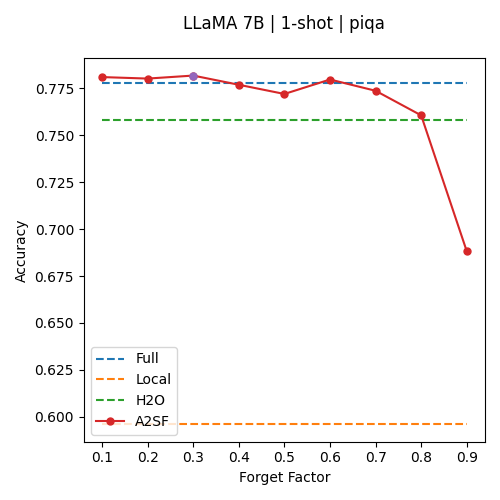 LLaMA 7B | 1-shot | piqa
Accuracy
0.775
0.750
0.725
0.700
0.675
0.650
0.625
0.600
Full
Local
H2O
A2SF
0.1 0.2 0.3 0.4 0.5 0.6 0.7 0.8 0.9
Forget Factor